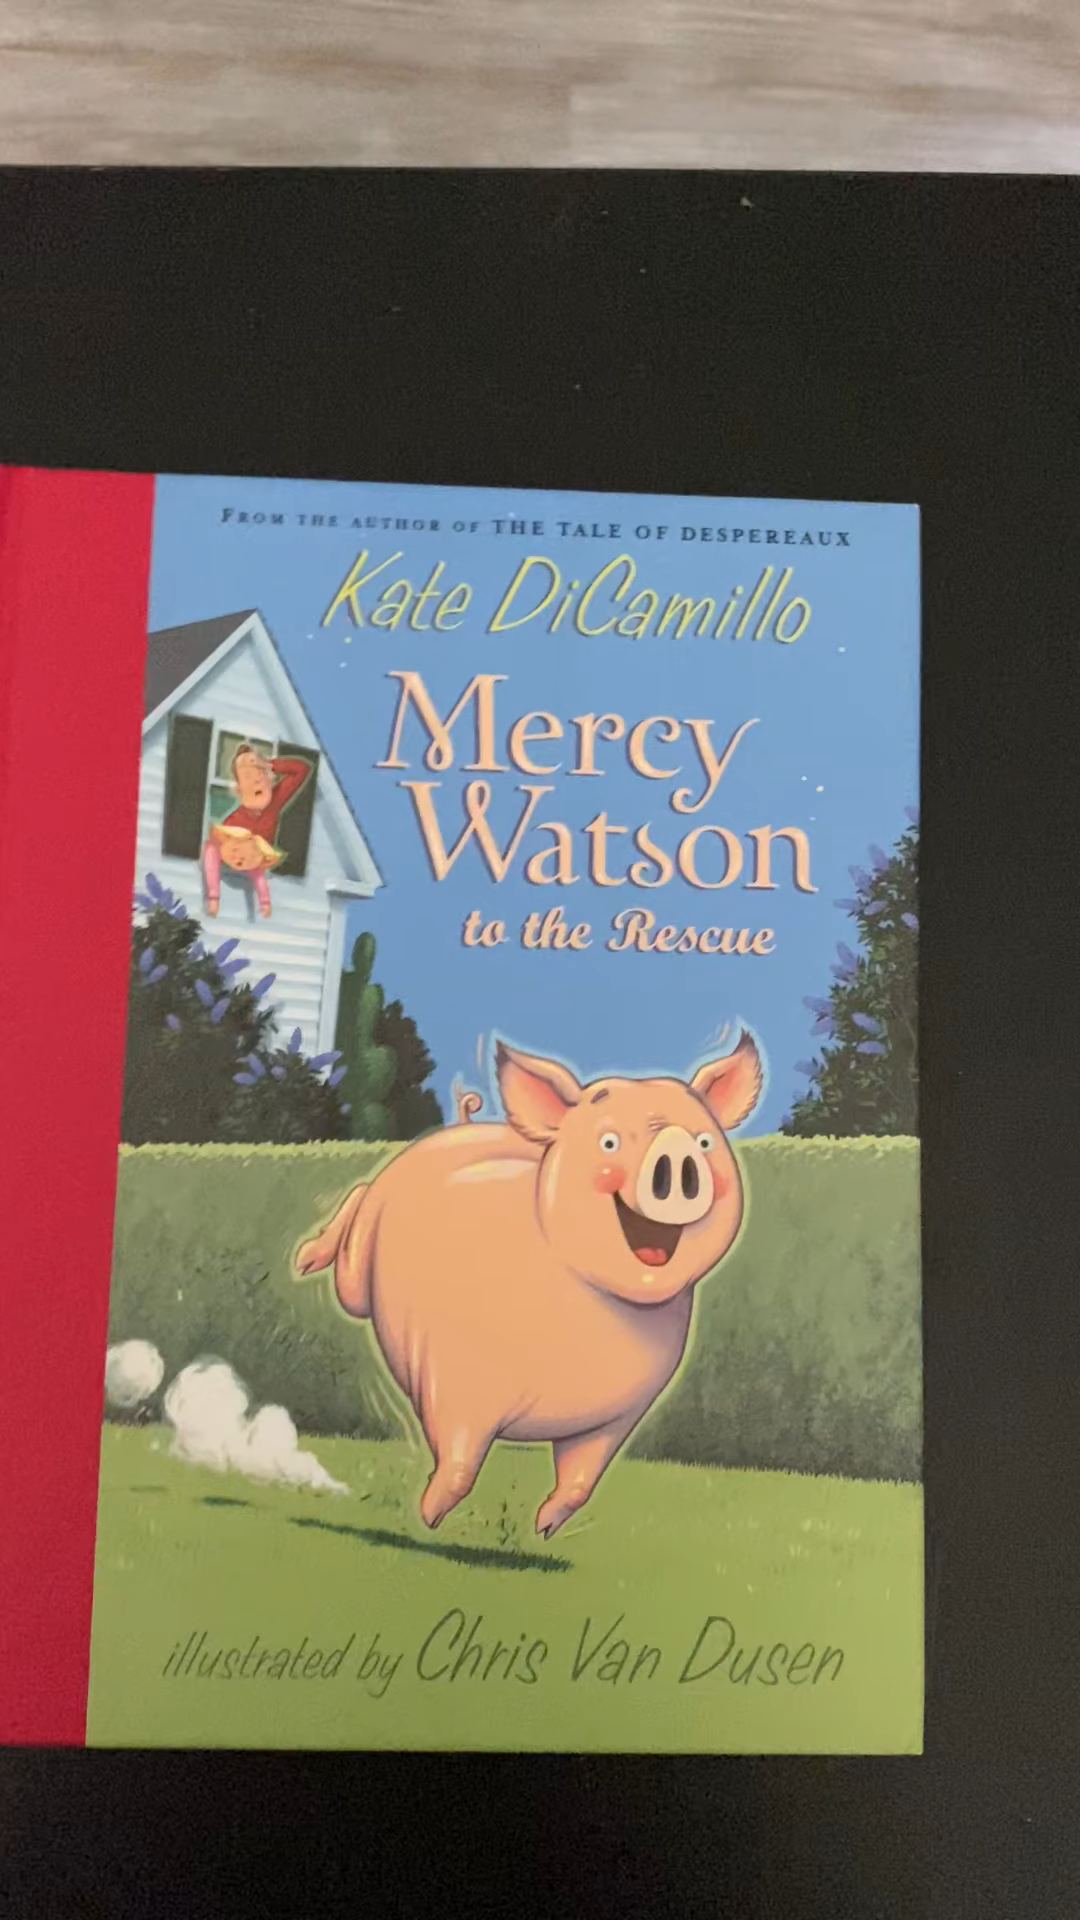 FROM THE AUTHOR OF THE TALE OF DESPEREAUX
Kate DiCamillo
Mercy
Watson
to the Rescue
illustrated by Chris Van Dusen